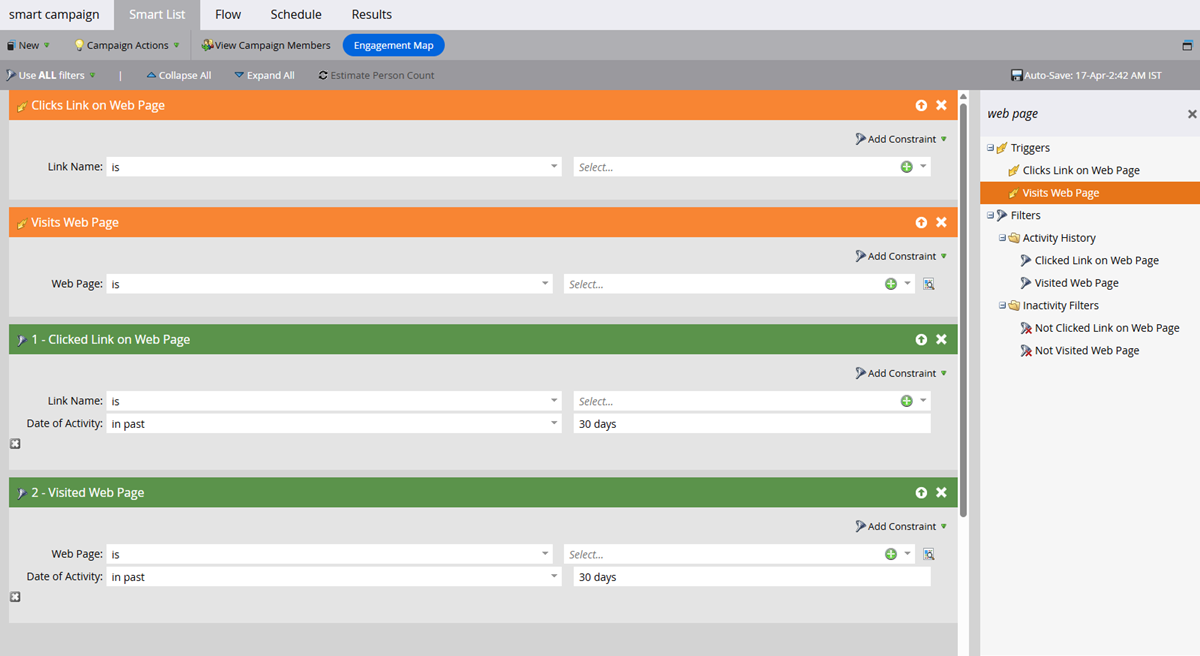 smart campaign Smart List Flow Schedule Results
New Campaign Actions View Campaign Members Engagement Map
Use ALL filters | Collapse All Expand All Estimate Person Count Auto-Save: 17-Apr-2:42 AM IST
Clicks Link on Web Page
Add Constraint
Link Name: is Select...
Visits Web Page
Add Constraint
Web Page: is Select...
1 - Clicked Link on Web Page
Add Constraint
Link Name: is Select...
Date of Activity: in past 30 days
2 - Visited Web Page
Add Constraint
Web Page: is Select...
Date of Activity: in past 30 days
web page
Triggers
Clicks Link on Web Page
Visits Web Page
Filters
Activity History
Clicked Link on Web Page
Visited Web Page
Inactivity Filters
Not Clicked Link on Web Page
Not Visited Web Page